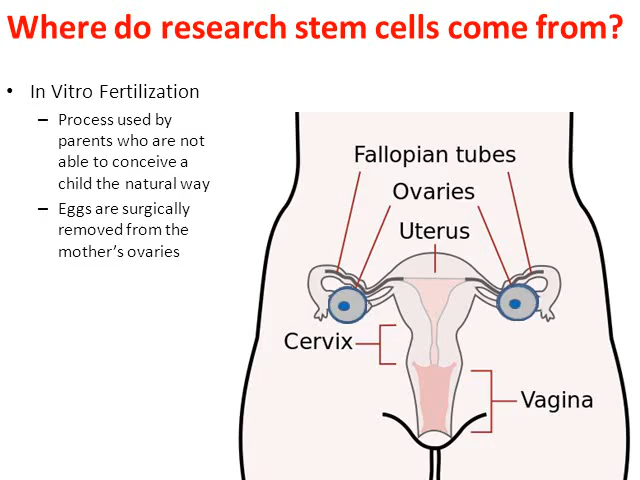 Where do research stem cells come from?
• In Vitro Fertilization
– Process used by
parents who are not
able to conceive a
child the natural way
– Eggs are surgically
removed from the
mother’s ovaries
Fallopian tubes
Ovaries
Uterus
Cervix
Vagina